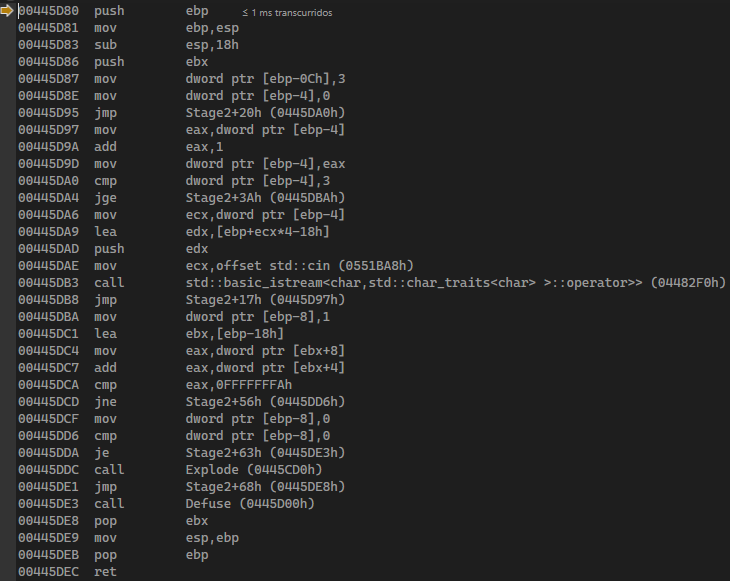 00445D80 push ebp ≤ 1 ms transcurridos
00445D81 mov ebp,esp
00445D83 sub esp,18h
00445D86 push ebx
00445D87 mov dword ptr [ebp-0Ch],3
00445D8E mov dword ptr [ebp-4],0
00445D95 jmp Stage2+20h (0445DA0h)
00445D97 mov eax,dword ptr [ebp-4]
00445D9A add eax,1
00445D9D mov dword ptr [ebp-4],eax
00445DA0 cmp dword ptr [ebp-4],3
00445DA4 jge Stage2+3Ah (0445DBAh)
00445DA6 mov ecx,dword ptr [ebp-4]
00445DA9 lea edx,[ebp+ecx*4-18h]
00445DAD push edx
00445DAE mov ecx,offset std::cin (0551BA8h)
00445DB3 call std::basic_istream<char,std::char_traits<char> >::operator>> (04482F0h)
00445DB8 jmp Stage2+17h (0445D97h)
00445DBA mov dword ptr [ebp-8],1
00445DC1 lea ebx,[ebp-18h]
00445DC4 mov eax,dword ptr [ebx+8]
00445DC7 add eax,dword ptr [ebx+4]
00445DCA cmp eax,0FFFFFFFAh
00445DCD jne Stage2+56h (0445DD6h)
00445DCF mov dword ptr [ebp-8],0
00445DD6 cmp dword ptr [ebp-8],0
00445DDA je Stage2+63h (0445DE3h)
00445DDC call Explode (0445CD0h)
00445DE1 jmp Stage2+68h (0445DE8h)
00445DE3 call Defuse (0445D00h)
00445DE8 pop ebx
00445DE9 mov esp,ebp
00445DEB pop ebp
00445DEC ret